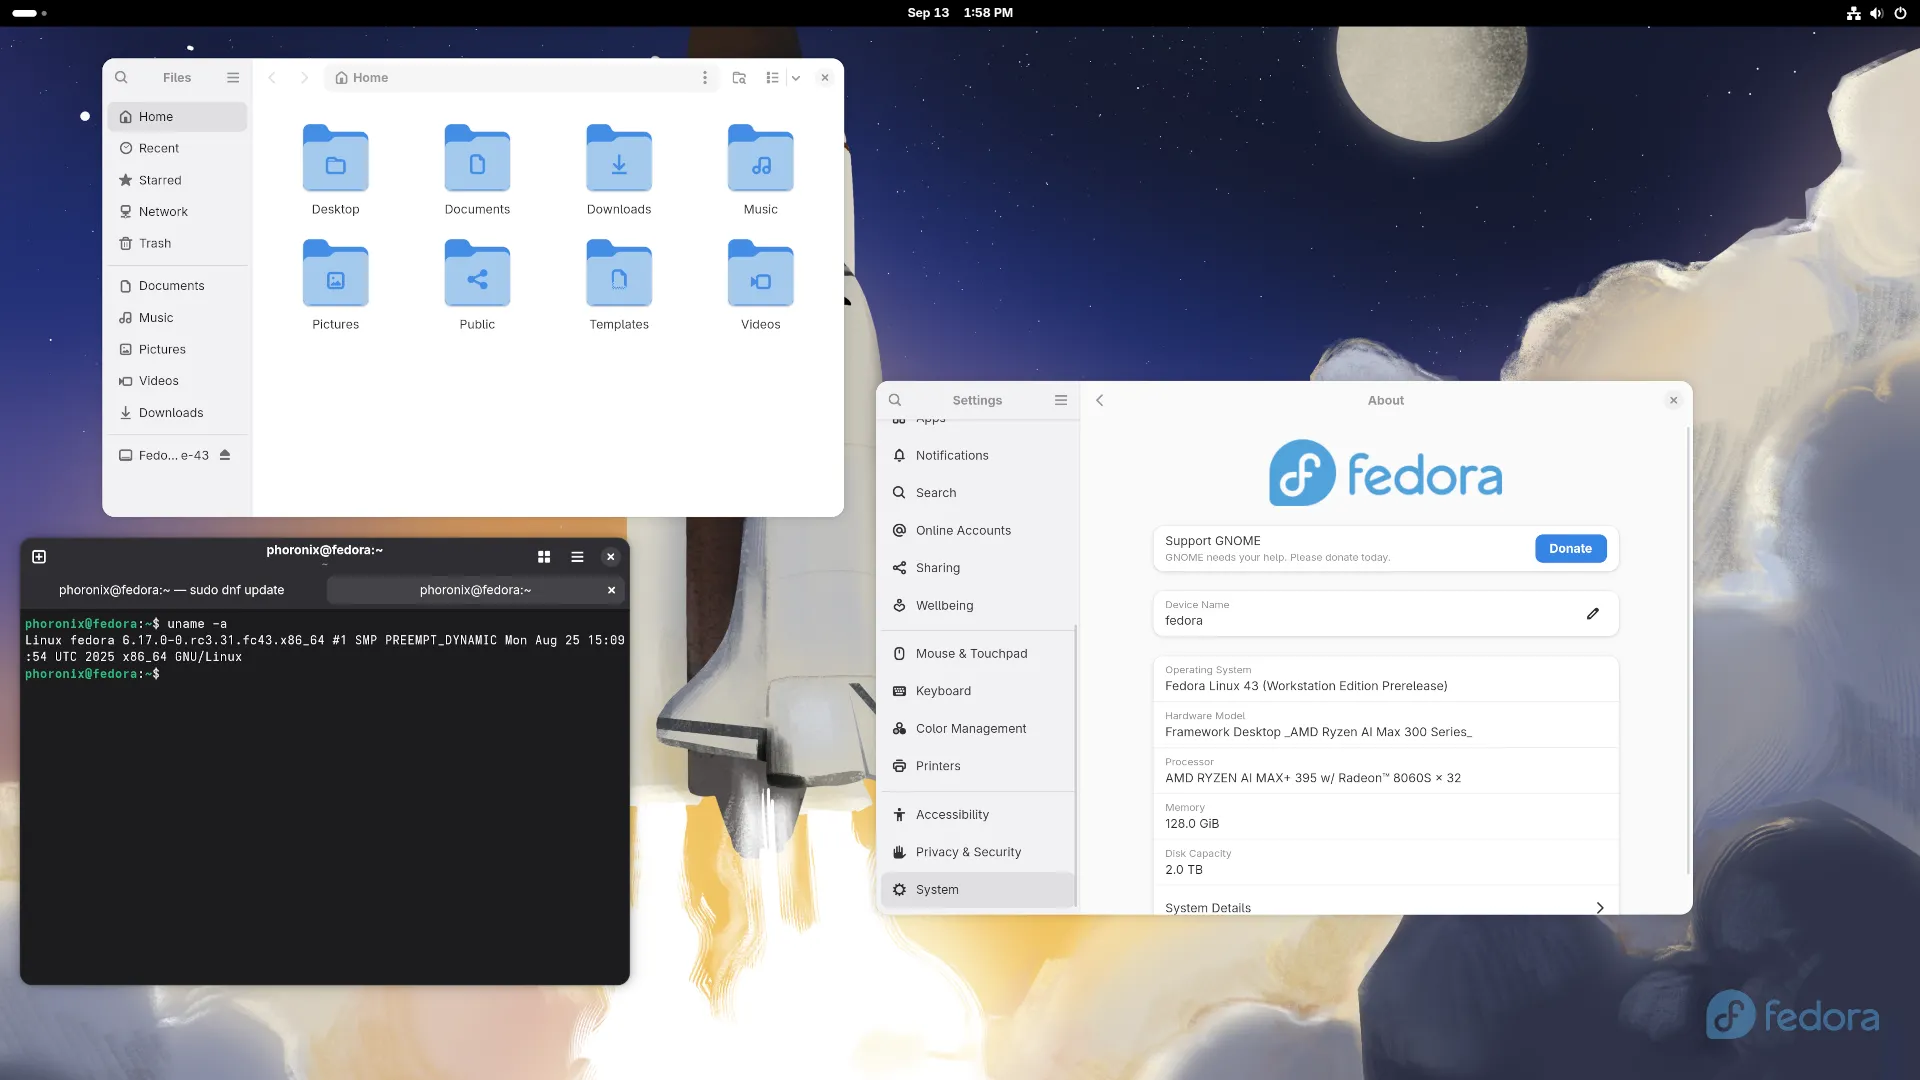 Sep 13 1:58 PM
Files
Home
Home
Recent
Starred
Network
Trash
Documents
Music
Pictures
Videos
Downloads
Fedo... e-43
Desktop
Documents
Downloads
Music
Pictures
Public
Templates
Videos
phoronix@fedora:~
~
phoronix@fedora:~ — sudo dnf update
phoronix@fedora:~
phoronix@fedora:~$ uname -a
Linux fedora 6.17.0-0.rc3.31.fc43.x86_64 #1 SMP PREEMPT_DYNAMIC Mon Aug 25 15:09
:54 UTC 2025 x86_64 GNU/Linux
phoronix@fedora:~$
Settings
Apps
Notifications
Search
Online Accounts
Sharing
Wellbeing
Mouse & Touchpad
Keyboard
Color Management
Printers
Accessibility
Privacy & Security
System
About
fedora
Support GNOME
GNOME needs your help. Please donate today.
Donate
Device Name
fedora
Operating System
Fedora Linux 43 (Workstation Edition Prerelease)
Hardware Model
Framework Desktop _AMD Ryzen AI Max 300 Series_
Processor
AMD RYZEN AI MAX+ 395 w/ Radeon™ 8060S × 32
Memory
128.0 GiB
Disk Capacity
2.0 TB
System Details
fedora